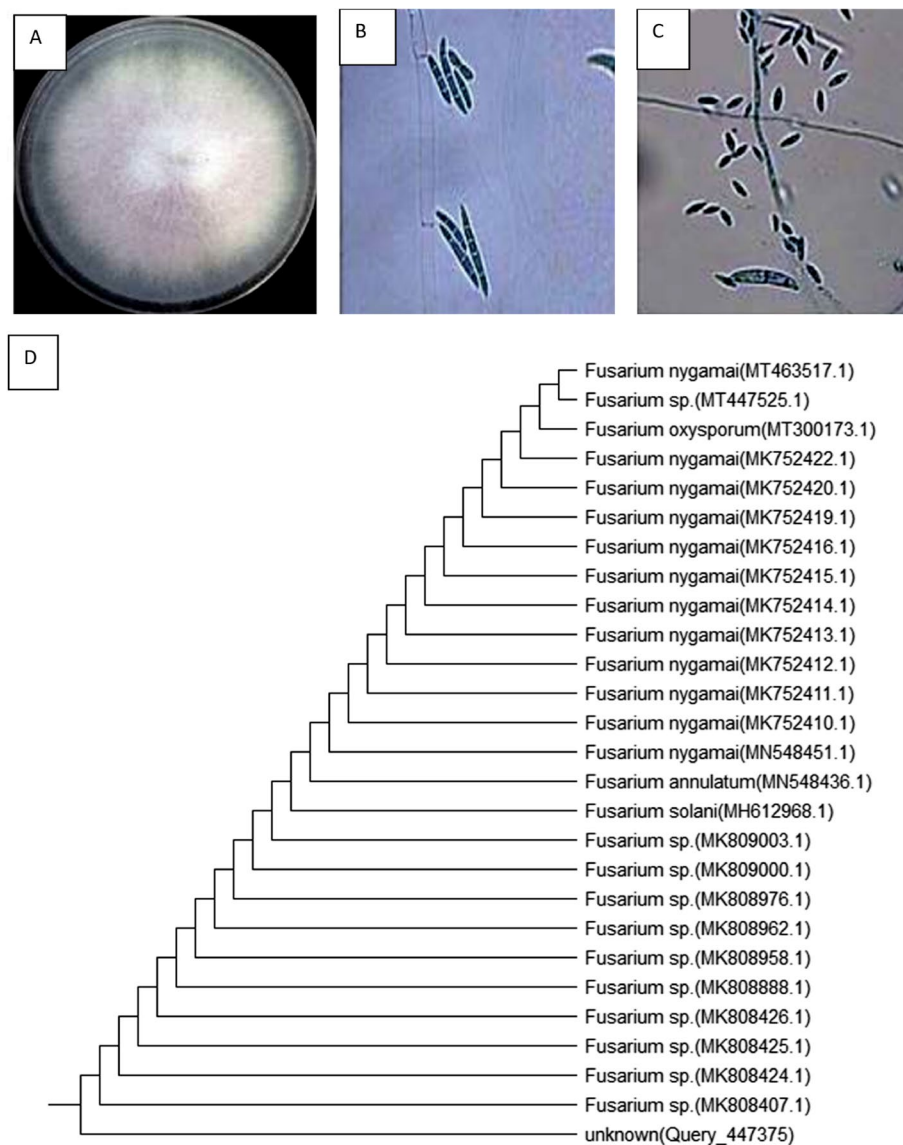 A
B
C
D
Fusarium nygamai(MT463517.1)
Fusarium sp.(MT447525.1)
Fusarium oxysporum(MT300173.1)
Fusarium nygamai(MK752422.1)
Fusarium nygamai(MK752420.1)
Fusarium nygamai(MK752419.1)
Fusarium nygamai(MK752416.1)
Fusarium nygamai(MK752415.1)
Fusarium nygamai(MK752414.1)
Fusarium nygamai(MK752413.1)
Fusarium nygamai(MK752412.1)
Fusarium nygamai(MK752411.1)
Fusarium nygamai(MK752410.1)
Fusarium nygamai(MN548451.1)
Fusarium annulatum(MN548436.1)
Fusarium solani(MH612968.1)
Fusarium sp.(MK809003.1)
Fusarium sp.(MK809000.1)
Fusarium sp.(MK808976.1)
Fusarium sp.(MK808962.1)
Fusarium sp.(MK808958.1)
Fusarium sp.(MK808888.1)
Fusarium sp.(MK808426.1)
Fusarium sp.(MK808425.1)
Fusarium sp.(MK808424.1)
Fusarium sp.(MK808407.1)
unknown(Query_447375)